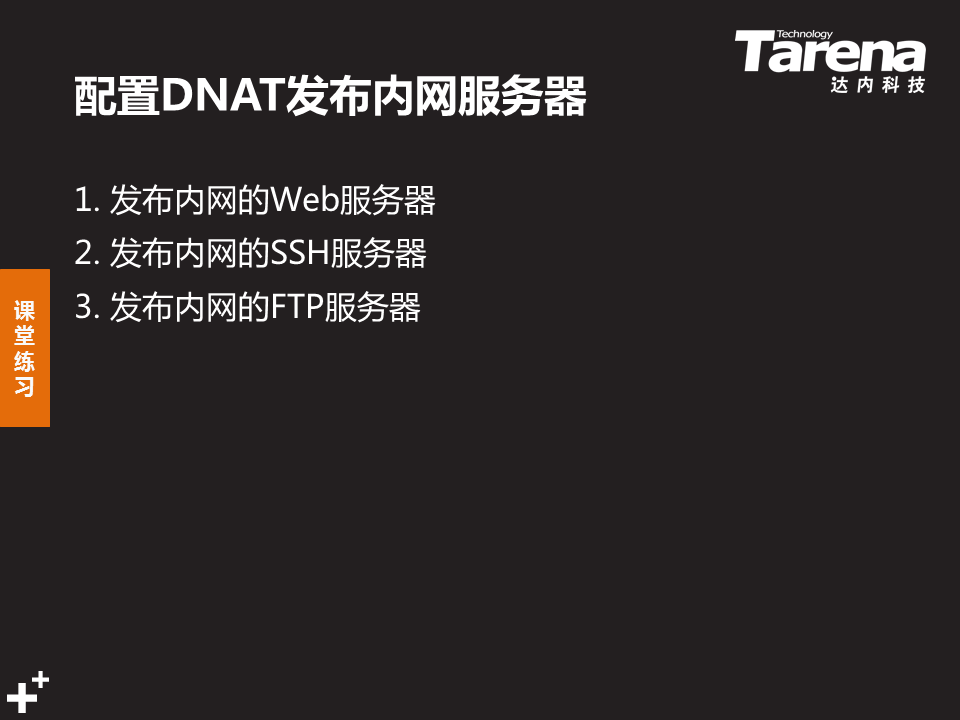 Technology
Tarena
达内科技
配置DNAT发布内网服务器
1. 发布内网的Web服务器
2. 发布内网的SSH服务器
3. 发布内网的FTP服务器
课
堂
练
习